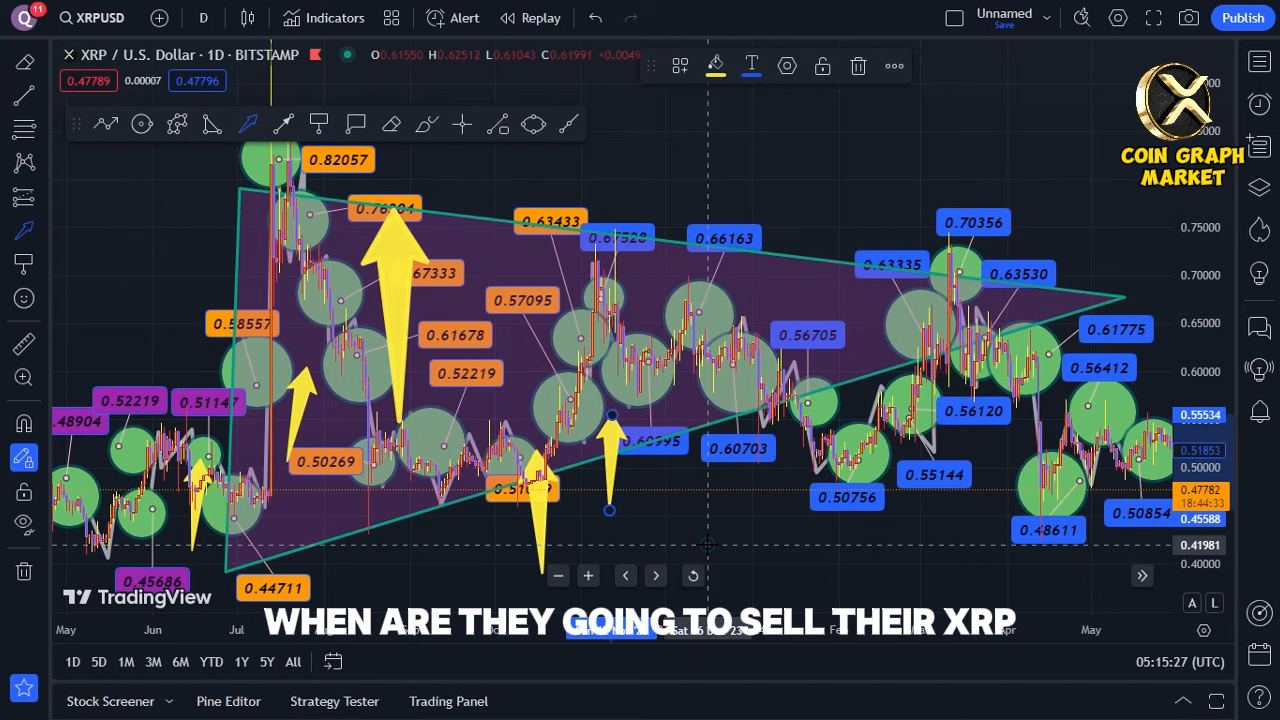 Q
11
XRPUSD
D
Indicators
Alert
Replay
Unnamed
Save
Publish
XRP / U.S. Dollar · 1D · BITSTAMP
O0.61550 H0.62512 L0.61043 C0.61991 +0.0049
0.47789
0.00007
0.47796
T
COIN GRAPH
MARKET
0.82057
0.63433
0.66163
0.70356
0.63335
0.63530
0.67333
0.57095
0.58557
0.61678
0.56705
0.61775
0.52219
0.56412
0.52219
0.51147
0.48904
0.56120
0.60995
0.60703
0.50269
0.55144
0.50756
0.50854
0.48611
0.45686
0.44711
0.75000
0.70000
0.65000
0.60000
0.55534
0.51853
0.50000
0.47782
18:44:33
0.45588
0.41981
0.40000
TradingView
A
L
WHEN ARE THEY GOING TO SELL THEIR XRP
May
Jun
Jul
May
1D
5D
1M
3M
6M
YTD
1Y
5Y
All
05:15:27 (UTC)
Stock Screener
Pine Editor
Strategy Tester
Trading Panel